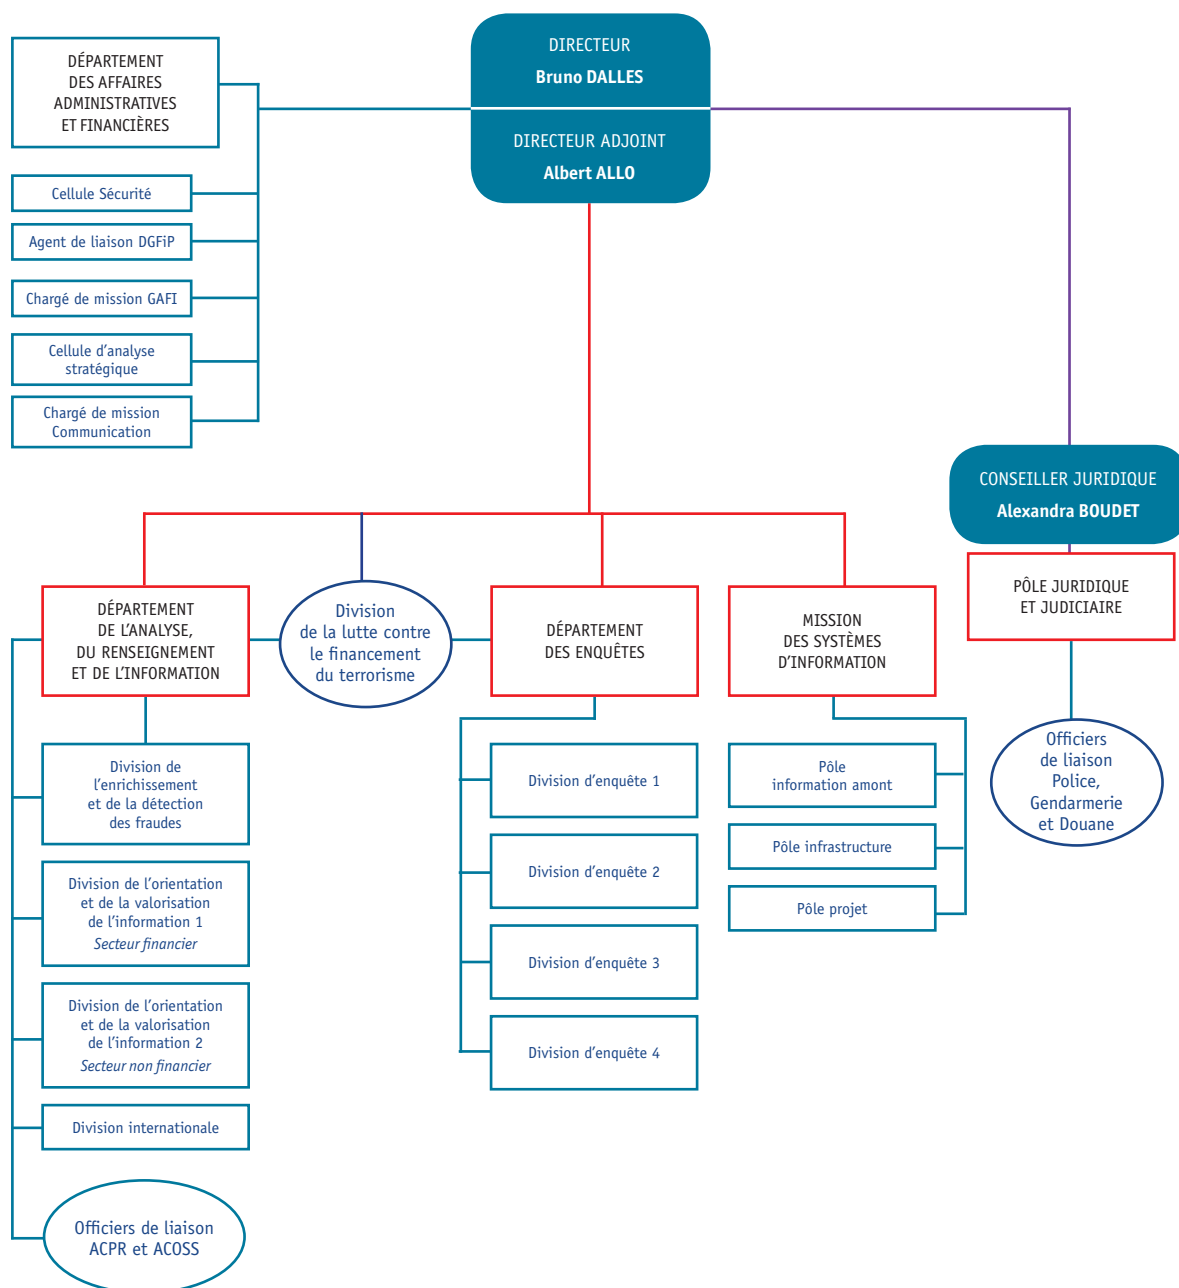 DIRECTEUR
Bruno DALLES
DIRECTEUR ADJOINT
Albert ALLO
DÉPARTEMENT
DES AFFAIRES
ADMINISTRATIVES
ET FINANCIÈRES
Cellule Sécurité
Agent de liaison DGFiP
Chargé de mission GAFI
Cellule d'analyse
stratégique
Chargé de mission
Communication
CONSEILLER JURIDIQUE
Alexandra BOUDET
PÔLE JURIDIQUE
ET JUDICIAIRE
Officiers
de liaison
Police,
Gendarmerie
et Douane
DÉPARTEMENT
DE L'ANALYSE,
DU RENSEIGNEMENT
ET DE L'INFORMATION
Division
de la lutte contre
le financement
du terrorisme
DÉPARTEMENT
DES ENQUÊTES
MISSION
DES SYSTÈMES
D'INFORMATION
Division de
l'enrichissement
et de la détection
des fraudes
Division de l'orientation
et de la valorisation
de l'information 1
Secteur financier
Division de l'orientation
et de la valorisation
de l'information 2
Secteur non financier
Division internationale
Officiers de liaison
ACPR et ACOSS
Division d'enquête 1
Division d'enquête 2
Division d'enquête 3
Division d'enquête 4
Pôle
information amont
Pôle infrastructure
Pôle projet